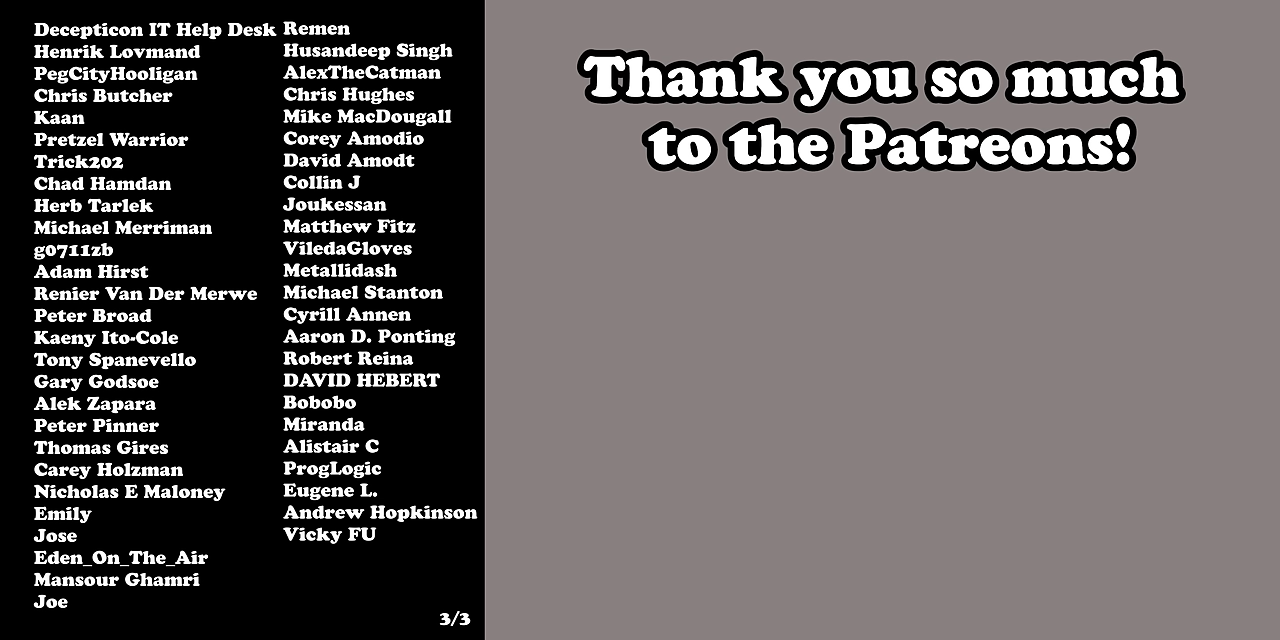 Decepticon IT Help Desk
Henrik Lovmand
PegCityHooligan
Chris Butcher
Kaan
Pretzel Warrior
Trick202
Chad Hamdan
Herb Tarlek
Michael Merriman
g0711zb
Adam Hirst
Renier Van Der Merwe
Peter Broad
Kaeny Ito-Cole
Tony Spanevello
Gary Godsoe
Alek Zapara
Peter Pinner
Thomas Gires
Carey Holzman
Nicholas E Maloney
Emily
Jose
Eden_On_The_Air
Mansour Ghamri
Joe
Remen
Husandeep Singh
AlexTheCatman
Chris Hughes
Mike MacDougall
Corey Amodio
David Amodt
Collin J
Joukessan
Matthew Fitz
ViledaGloves
Metallidash
Michael Stanton
Cyrill Annen
Aaron D. Ponting
Robert Reina
DAVID HEBERT
Bobobo
Miranda
Alistair C
ProgLogic
Eugene L.
Andrew Hopkinson
Vicky FU
3/3
Thank you so much
to the Patreons!